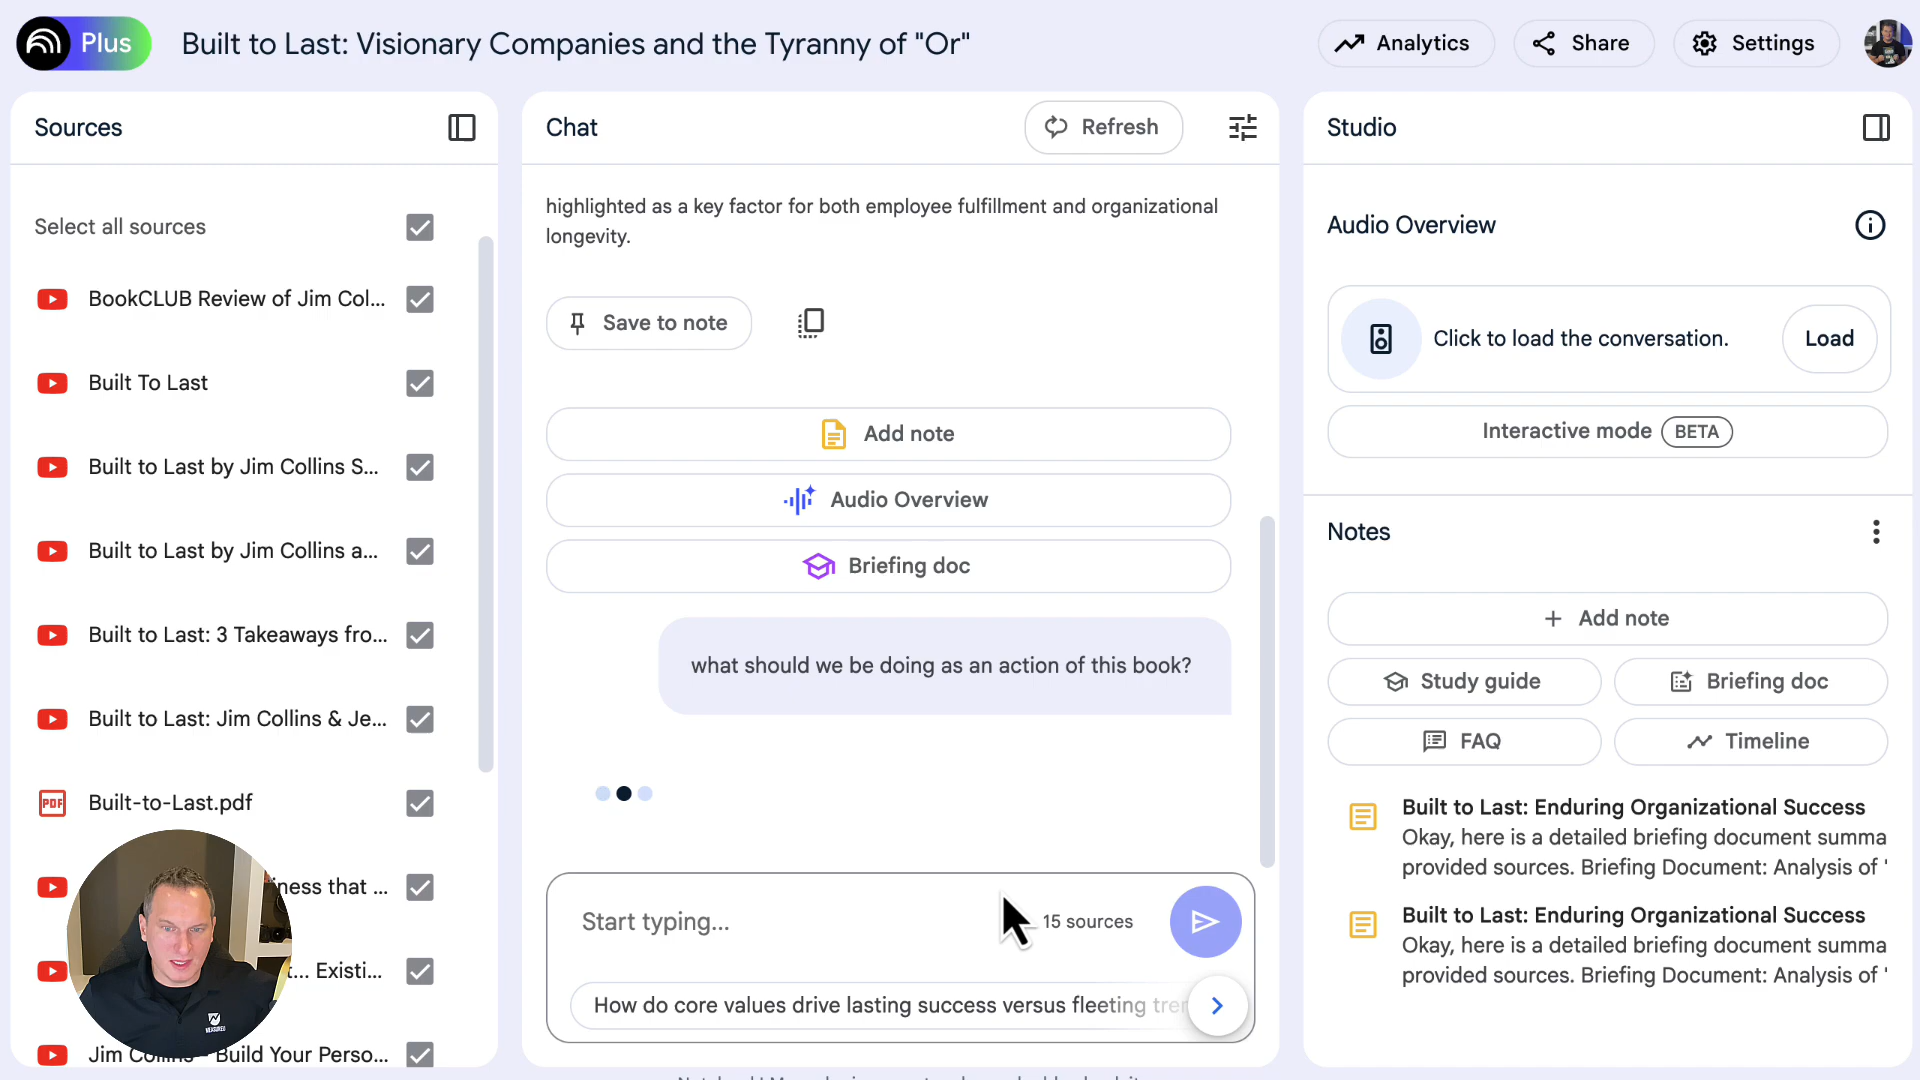 Plus
Built to Last: Visionary Companies and the Tyranny of "Or"
Analytics
Share
Settings
Sources
Select all sources
BookCLUB Review of Jim Col...
Built To Last
Built to Last by Jim Collins S...
Built to Last by Jim Collins a...
Built to Last: 3 Takeaways fro...
Built to Last: Jim Collins & Je...
PDF
Built-to-Last.pdf
that ...
... Existi...
Jim Collins - Build Your Perso...
MEASURED
Chat
Refresh
highlighted as a key factor for both employee fulfillment and organizational
longevity.
Save to note
Add note
Audio Overview
Briefing doc
what should we be doing as an action of this book?
Start typing...
15 sources
How do core values drive lasting success versus fleeting
Studio
Audio Overview
Click to load the conversation.
Load
Interactive mode BETA
Notes
Add note
Study guide
Briefing doc
FAQ
Timeline
Built to Last: Enduring Organizational Success
Okay, here is a detailed briefing document summa
provided sources. Briefing Document: Analysis of '
Built to Last: Enduring Organizational Success
Okay, here is a detailed briefing document summa
provided sources. Briefing Document: Analysis of '